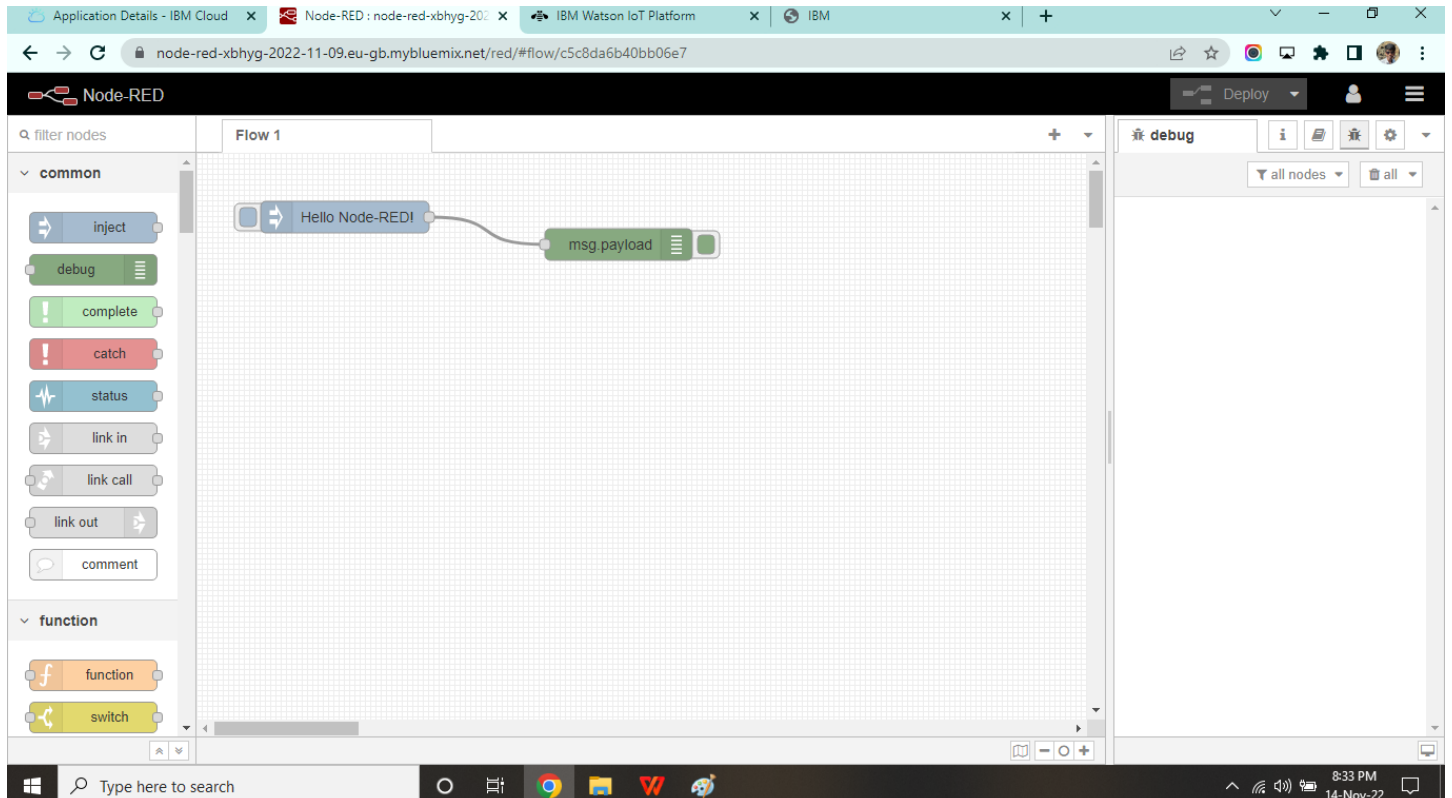 Application Details - IBM Cloud
Node-RED : node-red-xbhyg-202
IBM Watson IoT Platform
IBM
node-red-xbhyg-2022-11-09.eu-gb.mybluemix.net/red/#flow/c5c8da6b40bb06e7
Node-RED
Deploy
filter nodes
Flow 1
debug
i
all nodes
all
common
inject
debug
complete
catch
status
link in
link call
link out
comment
function
function
switch
Hello Node-RED!
msg.payload
Type here to search
8:33 PM
14-Nov-22